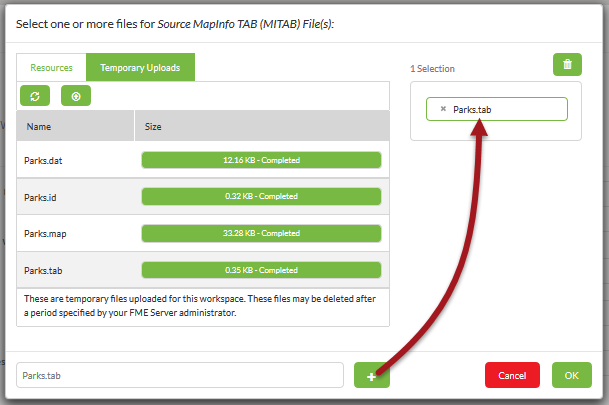 Select one or more files for Source MapInfo TAB (MITAB) File(s):
Resources
Temporary Uploads
1 Selection
Parks.tab
Name Size
Parks.dat 12.16 KB - Completed
Parks.id 0.32 KB - Completed
Parks.map 33.28 KB - Completed
Parks.tab 0.35 KB - Completed
These are temporary files uploaded for this workspace. These files may be deleted after
a period specified by your FME Server administrator.
Parks.tab
Cancel
OK